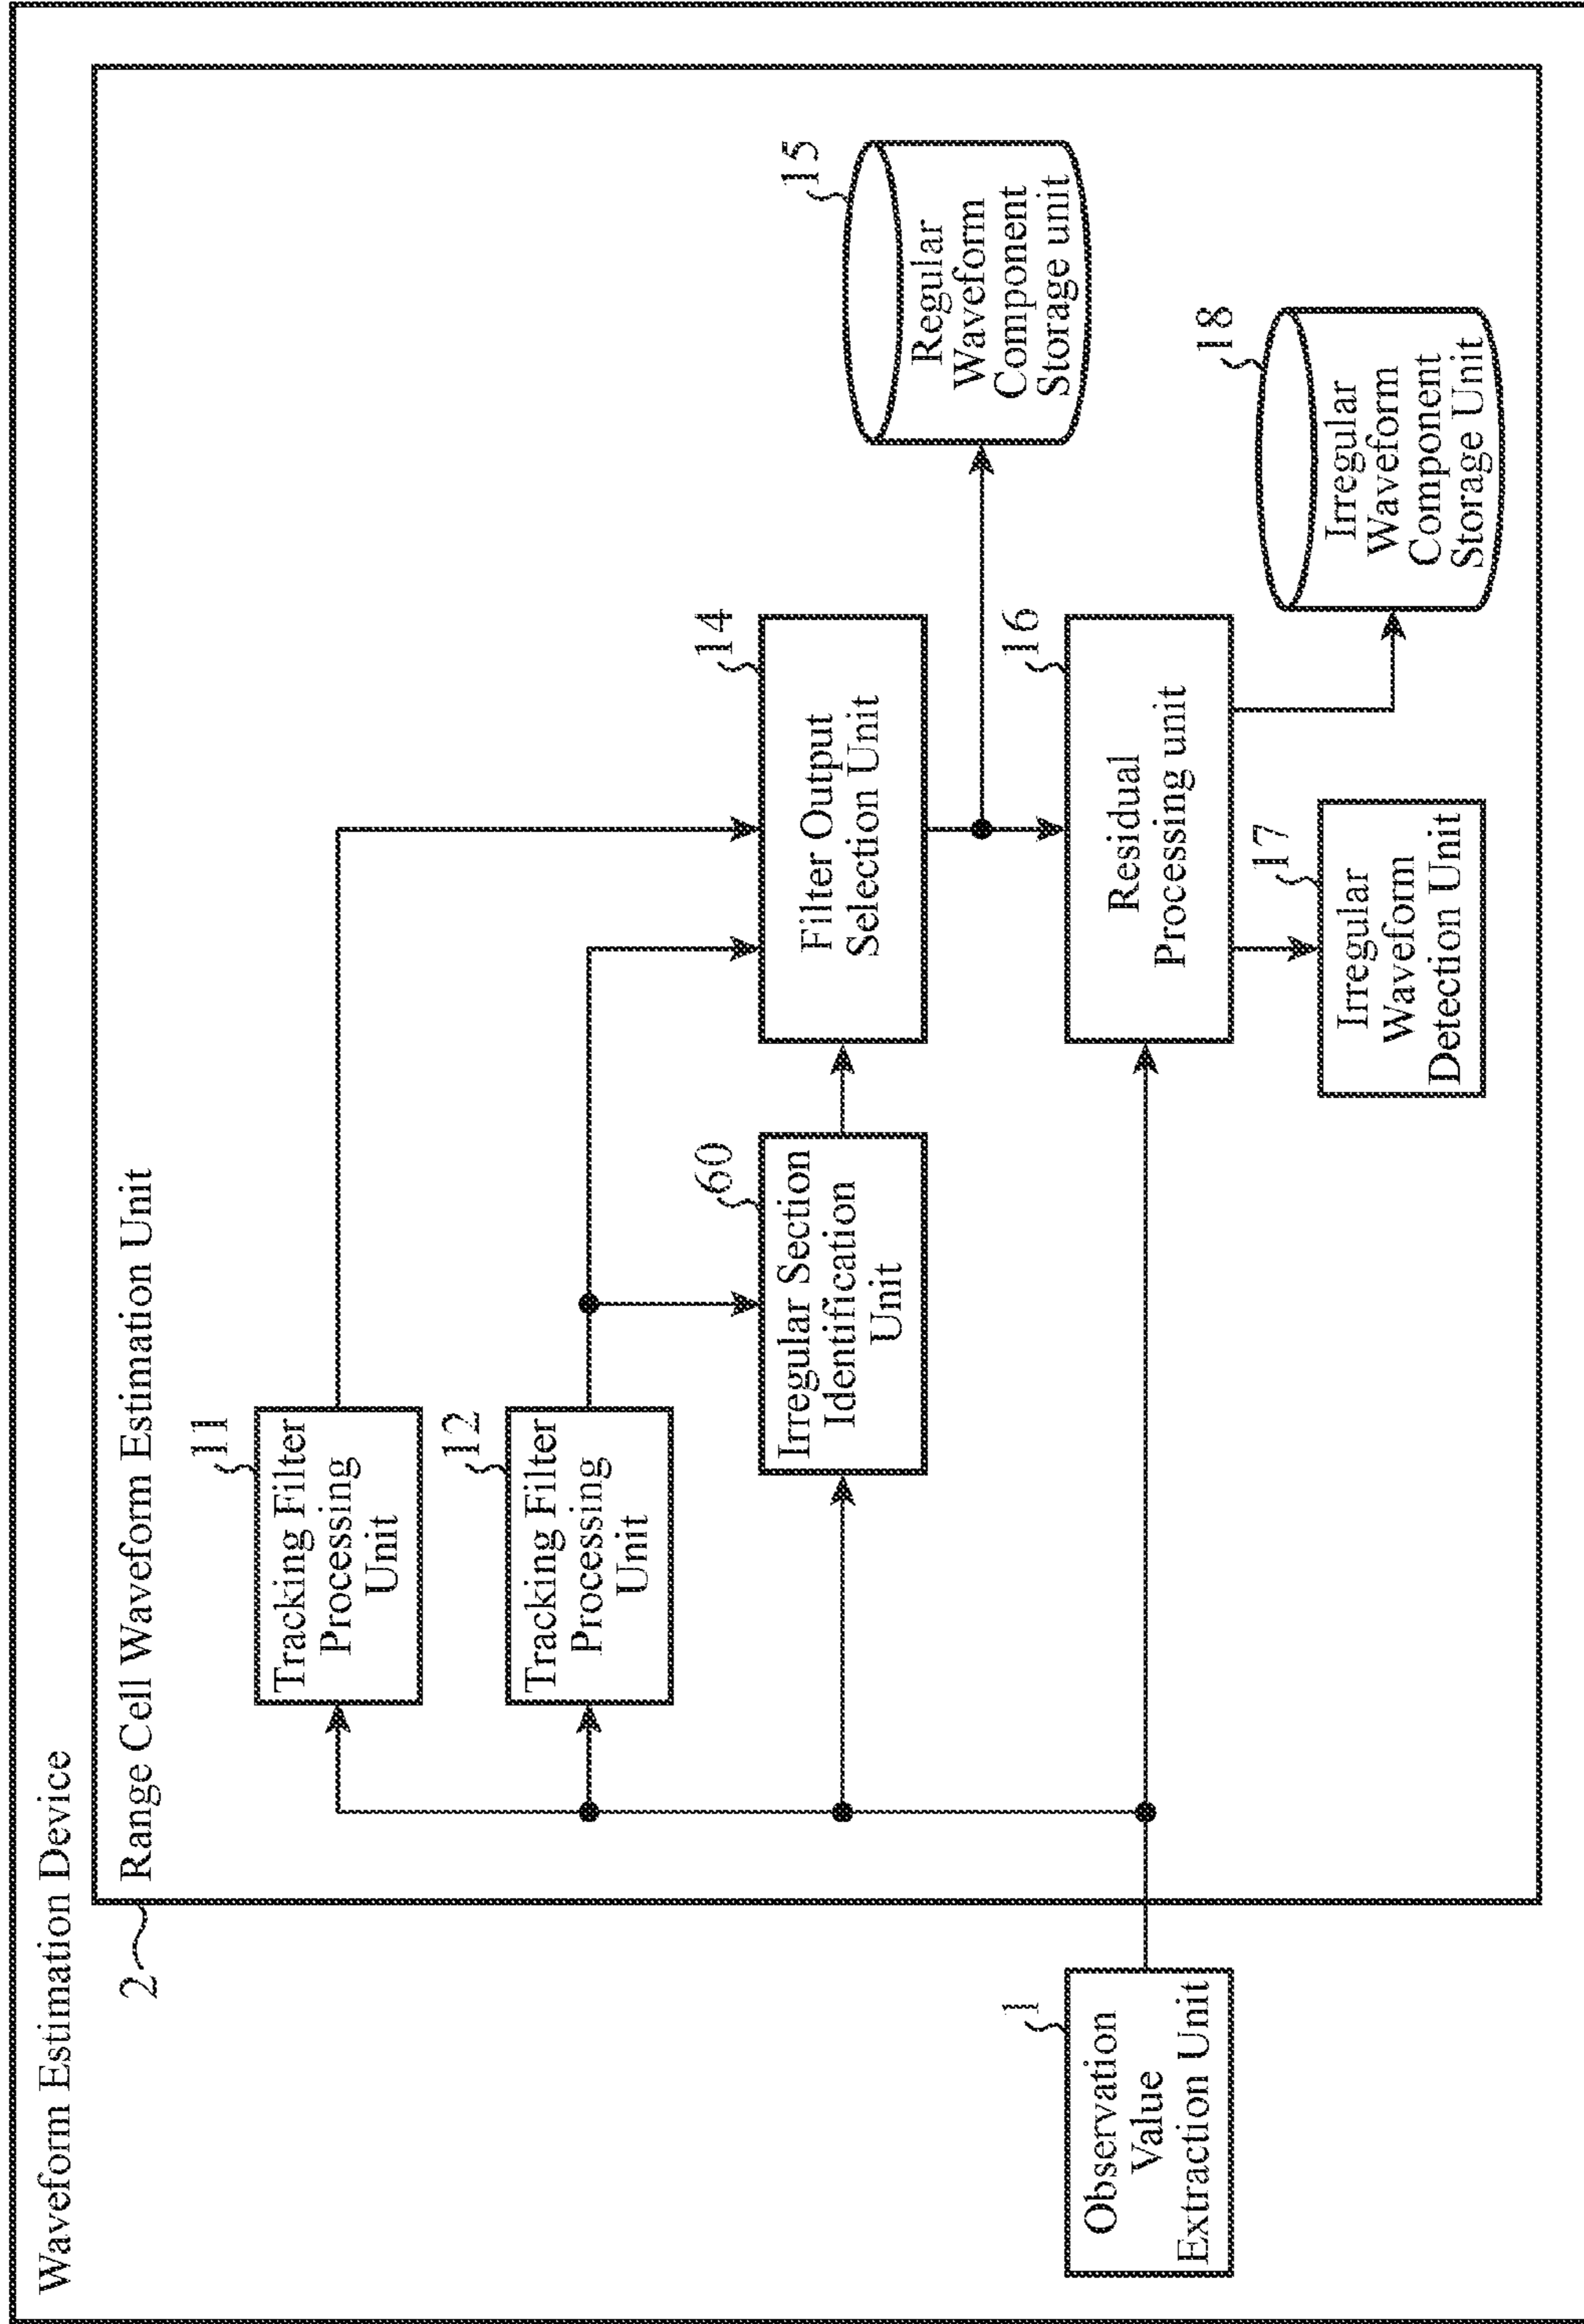 Waveform Estimation Device
2
Range Cell Waveform Estimation Unit
11
Tracking Filter
Processing
Unit
12
Tracking Filter
Processing
Unit
60
Irregular Section
Identification
Unit
14
Filter Output
Selection Unit
15
Regular
Waveform
Component
Storage unit
1
Observation
Value
Extraction Unit
16
Residual
Processing unit
17
Irregular
Waveform
Detection Unit
18
Irregular
Waveform
Component
Storage Unit